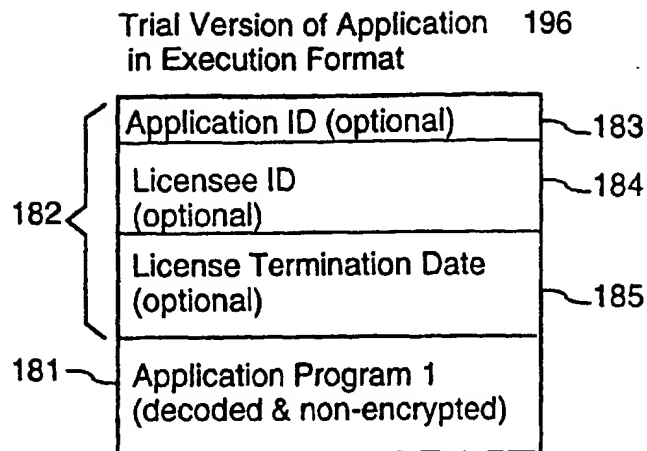 Trial Version of Application 196
in Execution Format
Application ID (optional) 183
Licensee ID 184
(optional)
182
License Termination Date
(optional) 185
181 Application Program 1
(decoded & non-encrypted)